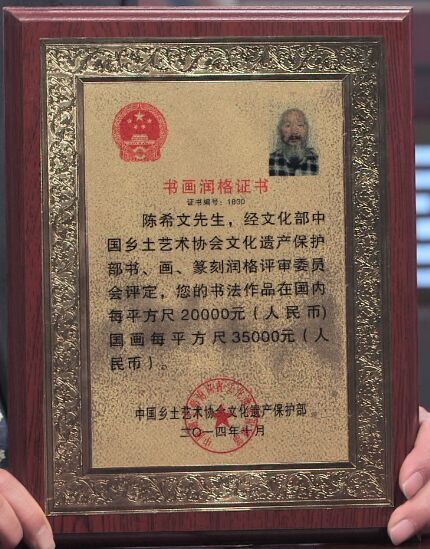 书画润格证书
证书编号：1830
陈希文先生，经文化部中
国乡土艺术协会文化遗产保护
部书、画、篆刻润格评审委员
会评定，您的书法作品在国内
每平方尺20000元（人民币）
国画每平方尺35000元（人
民币）。
中国乡土艺术协会文化遗产保护部
二〇一四年十月